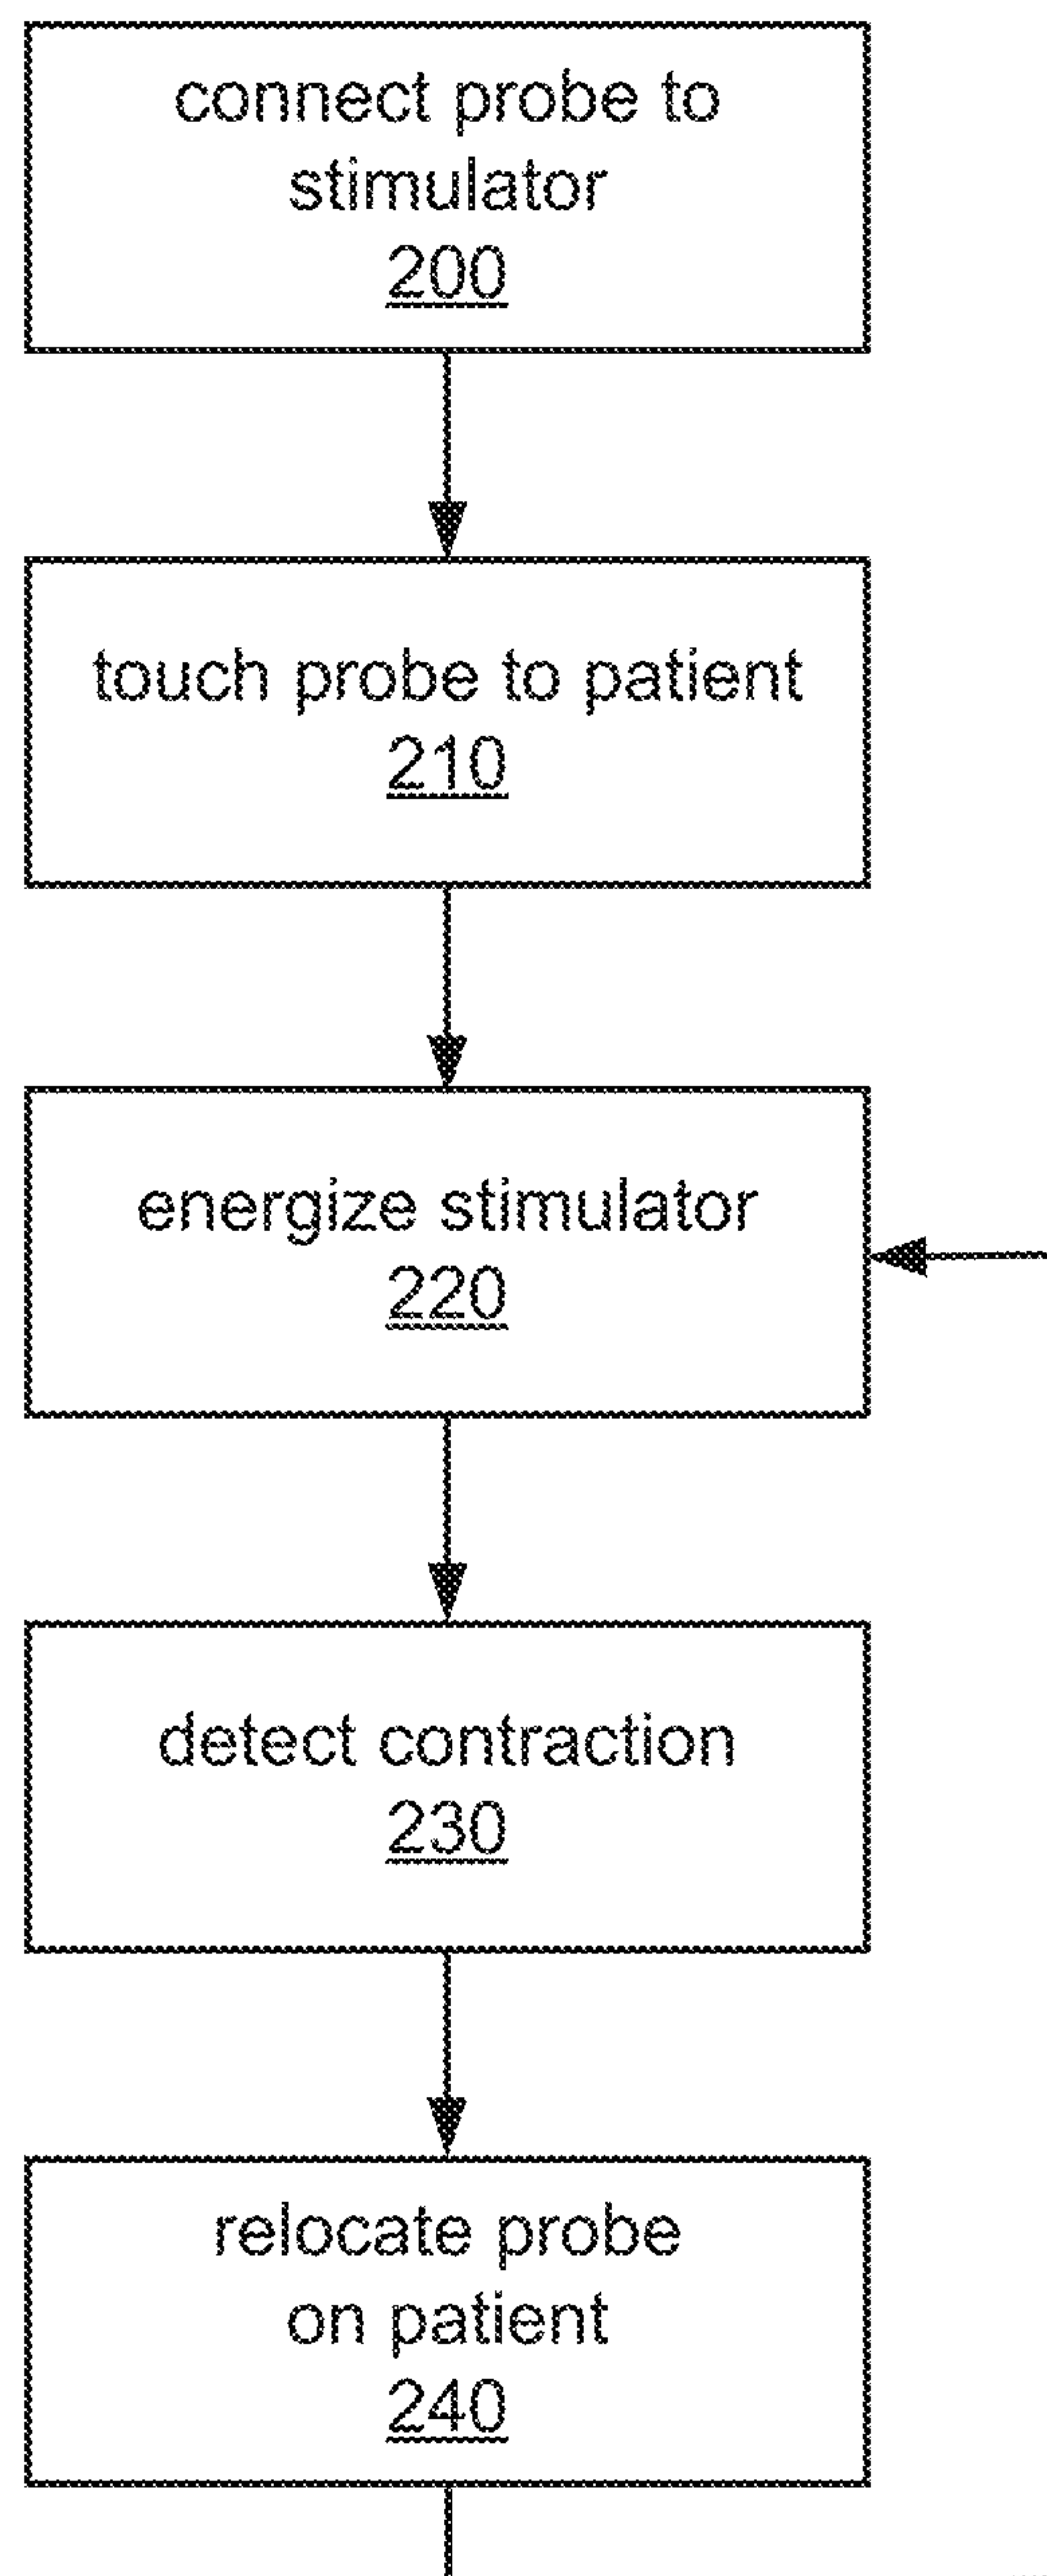 connect probe to
stimulator
200
touch probe to patient
210
energize stimulator
220
detect contraction
230
relocate probe
on patient
240